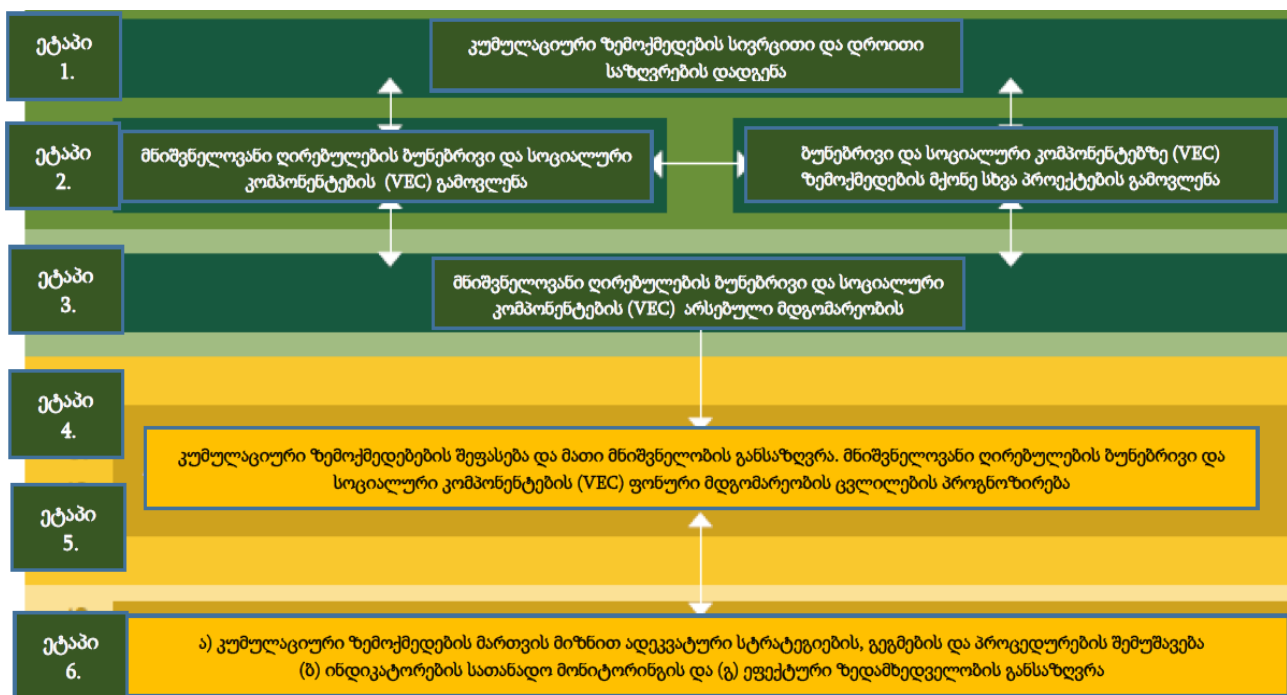 ეტაპი
1.
კუმულაციური ზემოქმედების სივრცითი და დროითი
საზღვრების დადგენა
ეტაპი
2.
მნიშვნელოვანი ღირებულების ბუნებრივი და სოციალური
კომპონენტების (VEC) გამოვლენა
ბუნებრივი და სოციალური კომპონენტებზე (VEC)
ზემოქმედების მქონე სხვა პროექტების გამოვლენა
ეტაპი
3.
მნიშვნელოვანი ღირებულების ბუნებრივი და სოციალური
კომპონენტების (VEC) არსებული მდგომარეობის
ეტაპი
4.
კუმულაციური ზემოქმედებების შეფასება და მათი მნიშვნელობის განსაზღვრა. მნიშვნელოვანი ღირებულების ბუნებრივი და
სოციალური კომპონენტების (VEC) ფონური მდგომარეობის ცვლილების პროგნოზირება
ეტაპი
5.
ეტაპი
6.
ა) კუმულაციური ზემოქმედების მართვის მიზნით ადეკვატური სტრატეგიების, გეგმების და პროცედურების შემუშავება
(ბ) ინდიკატორების სათანადო მონიტორინგის და (გ) ეფექტური ზედამხედველობის განსაზღვრა